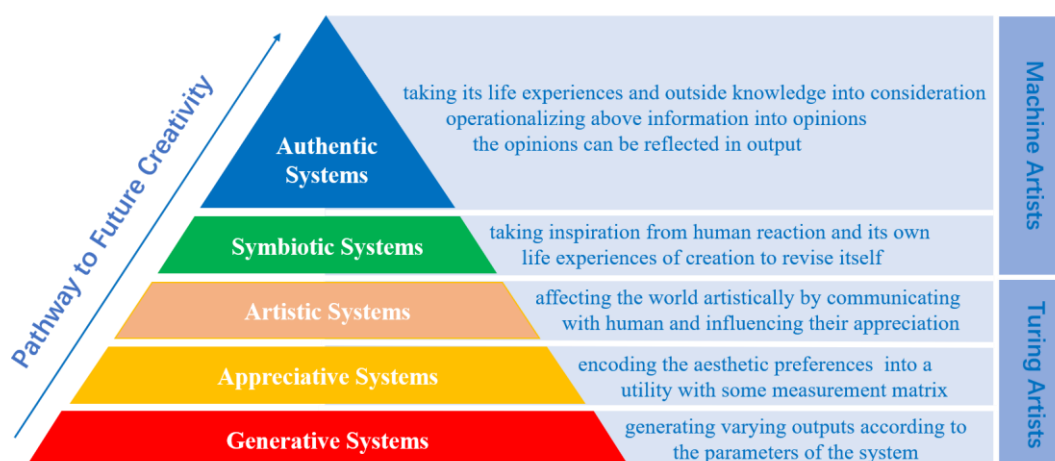 Pathway to Future Creativity
Authentic
Systems
taking its life experiences and outside knowledge into consideration
operationalizing above information into opinions
the opinions can be reflected in output
Machine Artists
Symbiotic Systems
taking inspiration from human reaction and its own
life experiences of creation to revise itself
Artistic Systems
affecting the world artistically by communicating
with human and influencing their appreciation
Turing Artists
Appreciative Systems
encoding the aesthetic preferences into a
utility with some measurement matrix
Generative Systems
generating varying outputs according to
the parameters of the system